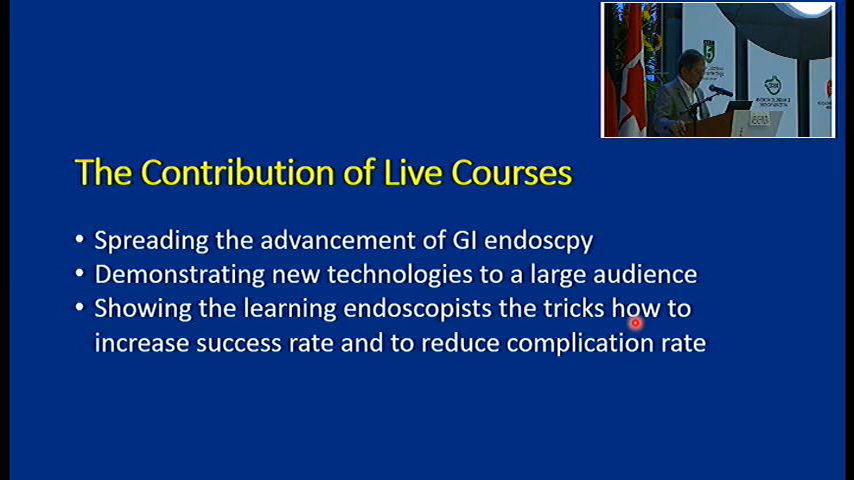 The Contribution of Live Courses
• Spreading the advancement of GI endoscpy
• Demonstrating new technologies to a large audience
• Showing the learning endoscopists the tricks how to
increase success rate and to reduce complication rate